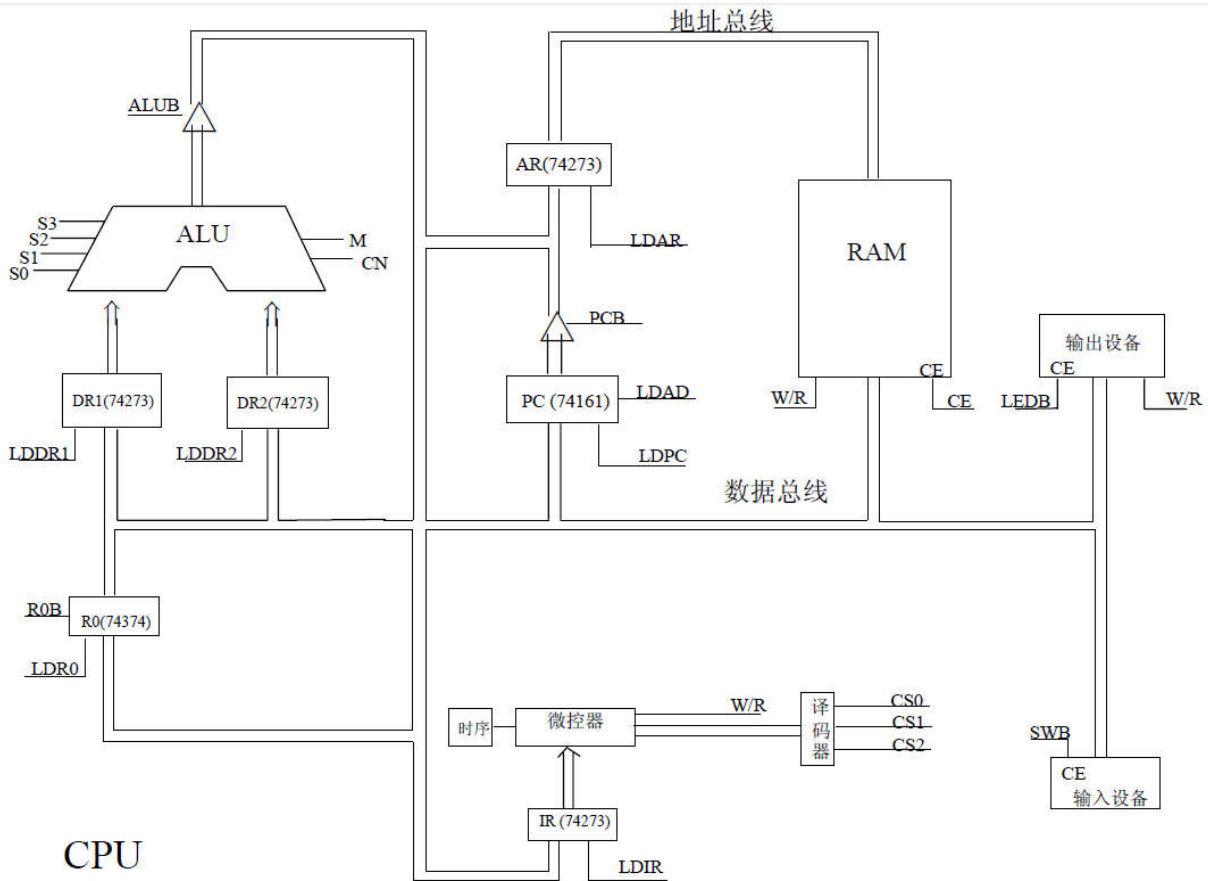 地址总线
ALUB
AR(74273)
S3
S2
S1
S0
ALU
M
CN
LDAR
RAM
PCB
CE
输出设备
CE
DR1(74273)
DR2(74273)
PC (74161)
LDAD
W/R
CE
LEDB
W/R
LDDR1
LDDR2
LDPC
数据总线
R0B
R0(74374)
LDR0
时序
微控器
W/R
译码器
CS0
CS1
CS2
SWB
CE
输入设备
IR (74273)
LDIR
CPU